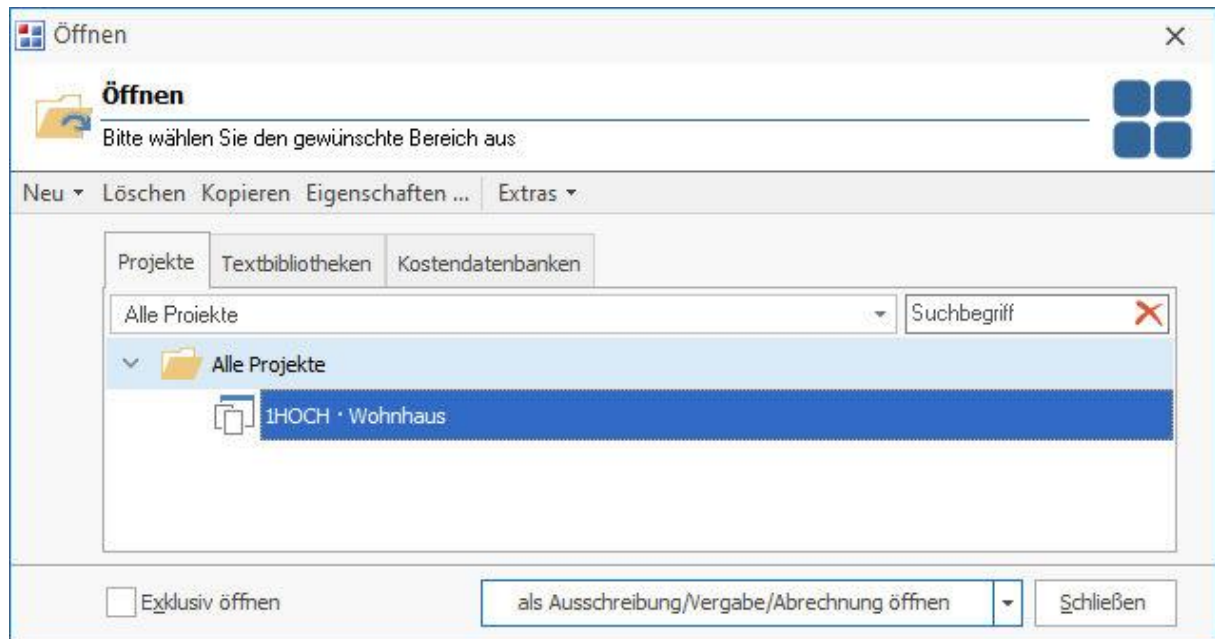 Öffnen
Öffnen
Bitte wählen Sie den gewünschte Bereich aus
Neu Löschen Kopieren Eigenschaften ... Extras
Projekte Textbibliotheken Kostendatenbanken
Alle Projekte Suchbegriff
Alle Projekte
1HOCH · Wohnhaus
Exklusiv öffnen als Ausschreibung/Vergabe/Abrechnung öffnen Schließen